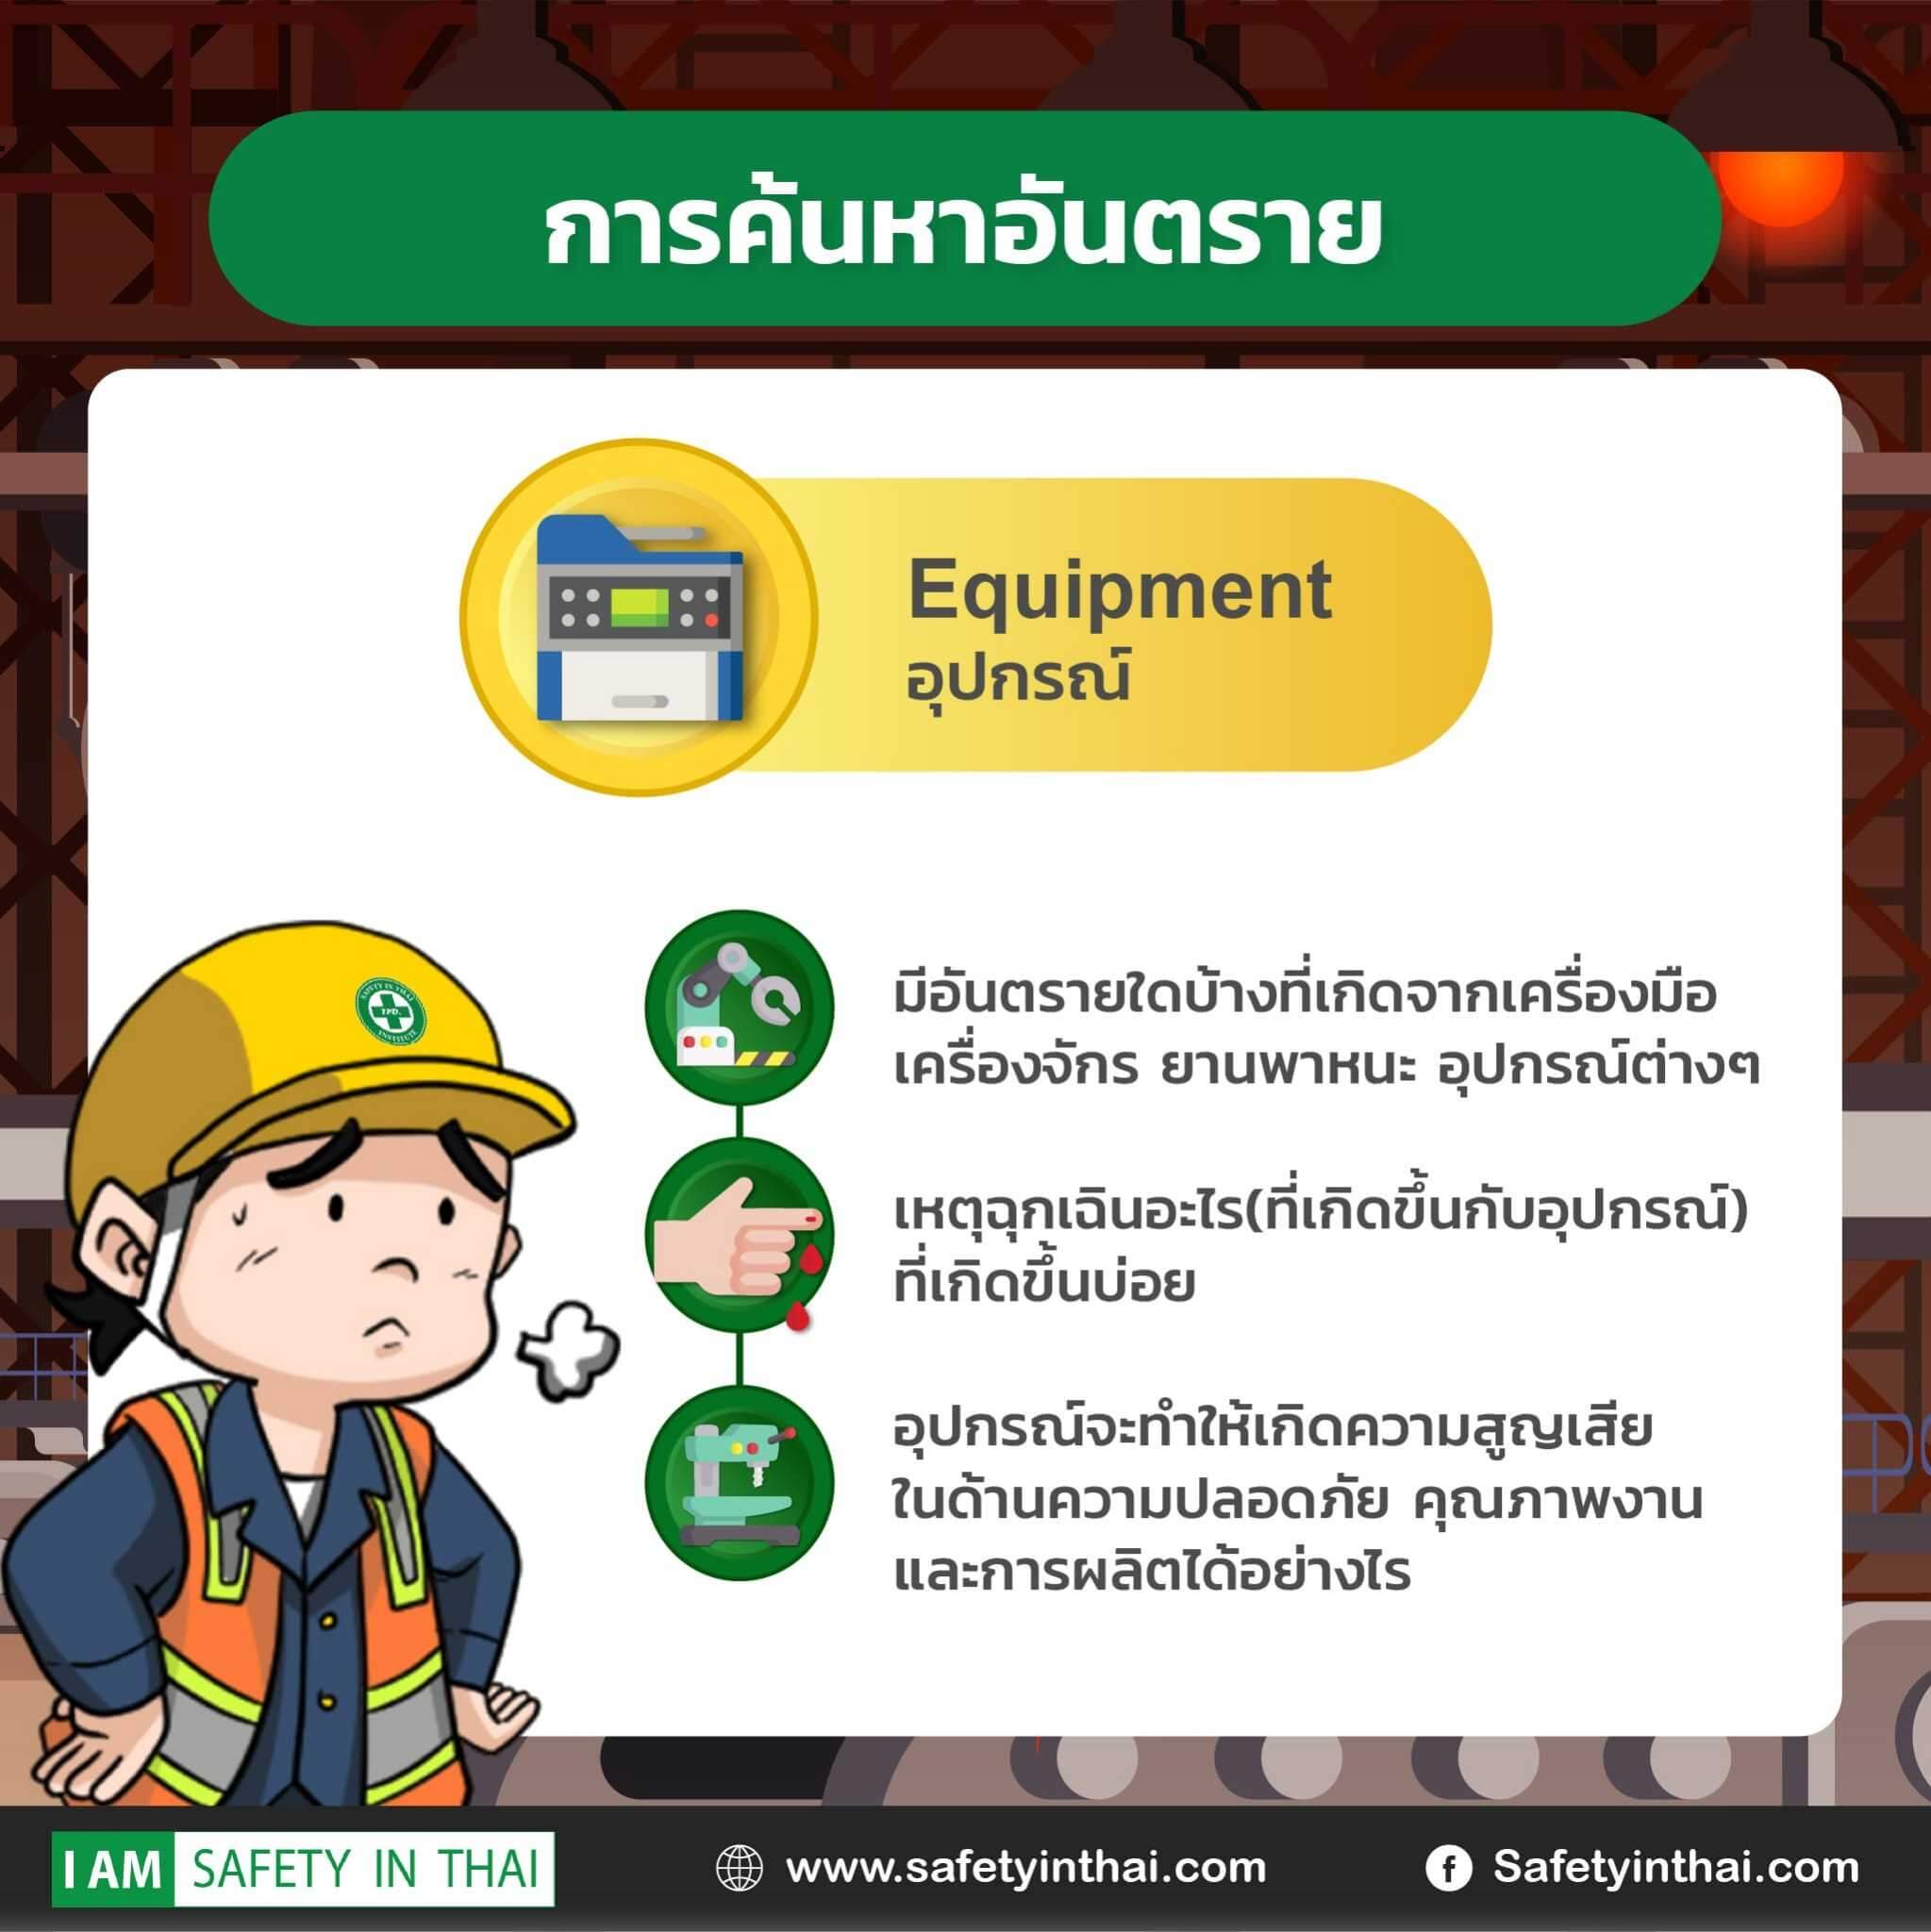 การค้นหาอันตราย
Equipment
อุปกรณ์
SAFETY IN THAI
TPD.
INSTITUTE
มีอันตรายใดบ้างที่เกิดจากเครื่องมือ
เครื่องจักร ยานพาหนะ อุปกรณ์ต่างๆ
เหตุฉุกเฉินอะไร(ที่เกิดขึ้นกับอุปกรณ์)
ที่เกิดขึ้นบ่อย
อุปกรณ์จะทำให้เกิดความสูญเสีย
ในด้านความปลอดภัย คุณภาพงาน
และการผลิตได้อย่างไร
I AM SAFETY IN THAI
www.safetyinthai.com
Safetyinthai.com